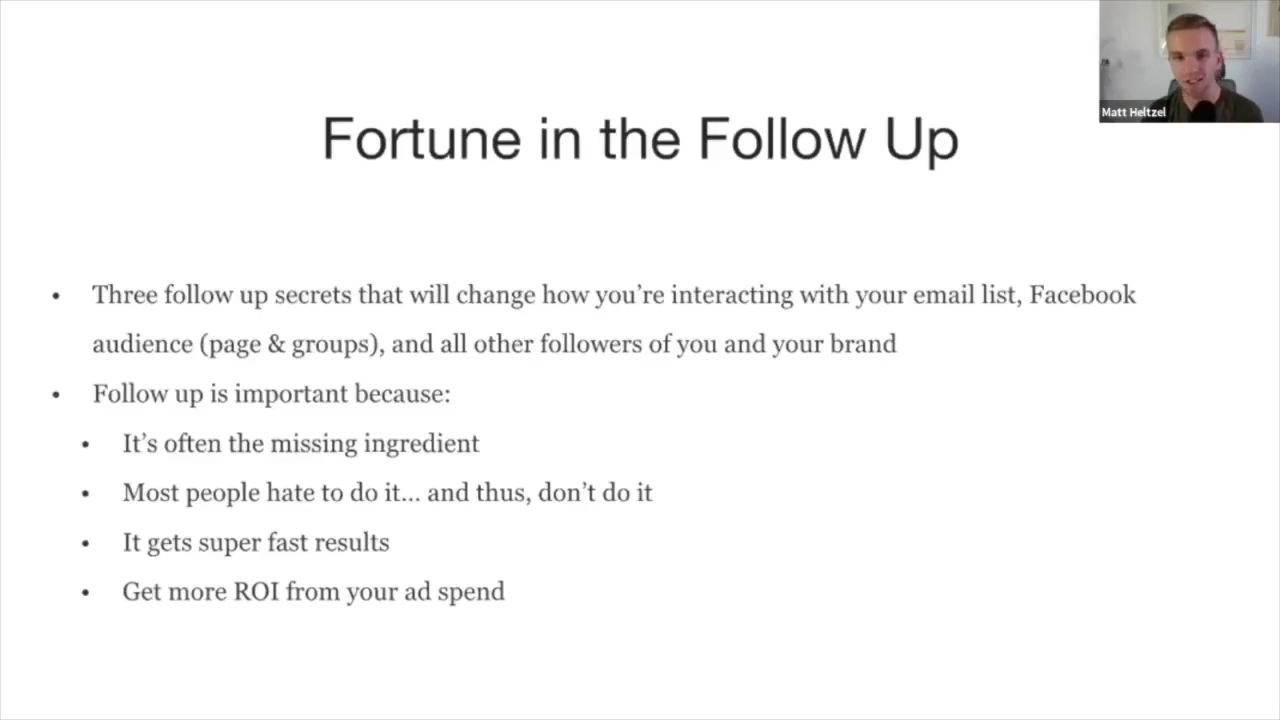 Matt Heltzel
Fortune in the Follow Up
• Three follow up secrets that will change how you’re interacting with your email list, Facebook
audience (page & groups), and all other followers of you and your brand
• Follow up is important because:
• It’s often the missing ingredient
• Most people hate to do it… and thus, don’t do it
• It gets super fast results
• Get more ROI from your ad spend